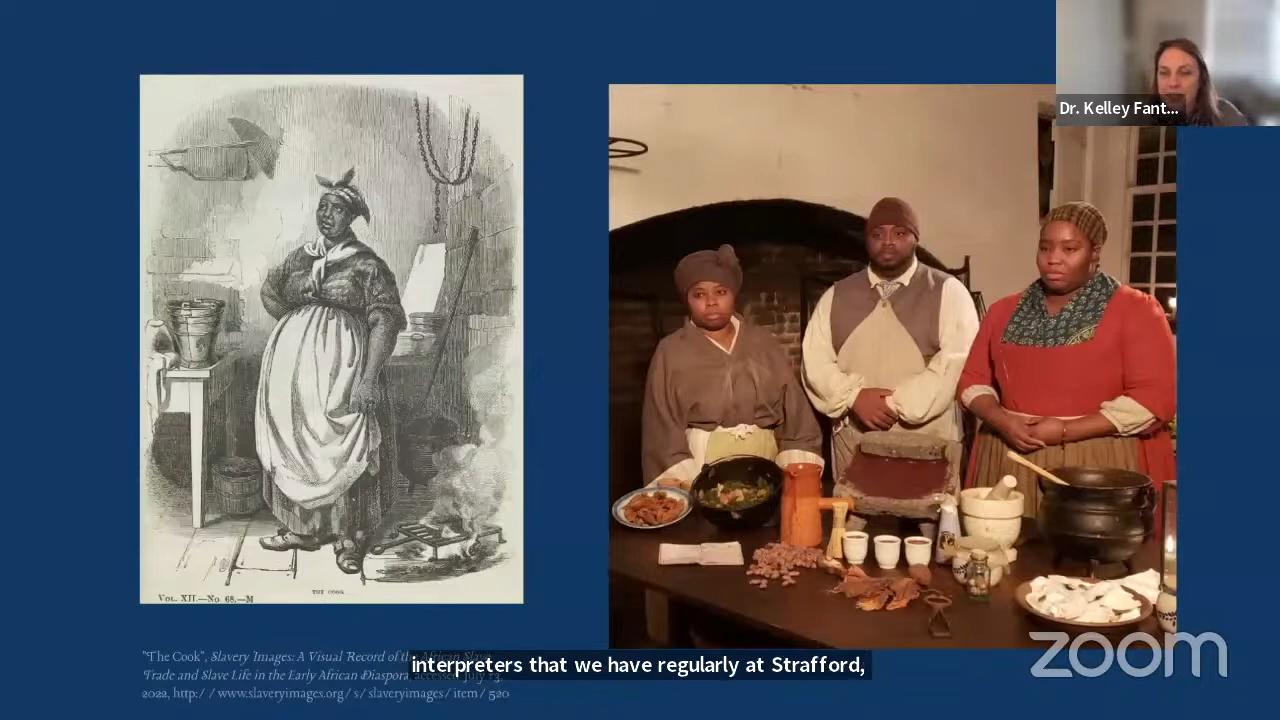 Dr. Kelley Fant...
THE COOK
VOL. XII.—No. 68.—M
"The Cook", Slavery Images: A Visual Record of the African Slave
Trade and Slave Life in the Early African Diaspora, accessed July 13,
2022, http://www.slaveryimages.org/s/slaveryimages/item/520
interpreters that we have regularly at Strafford,
zoom